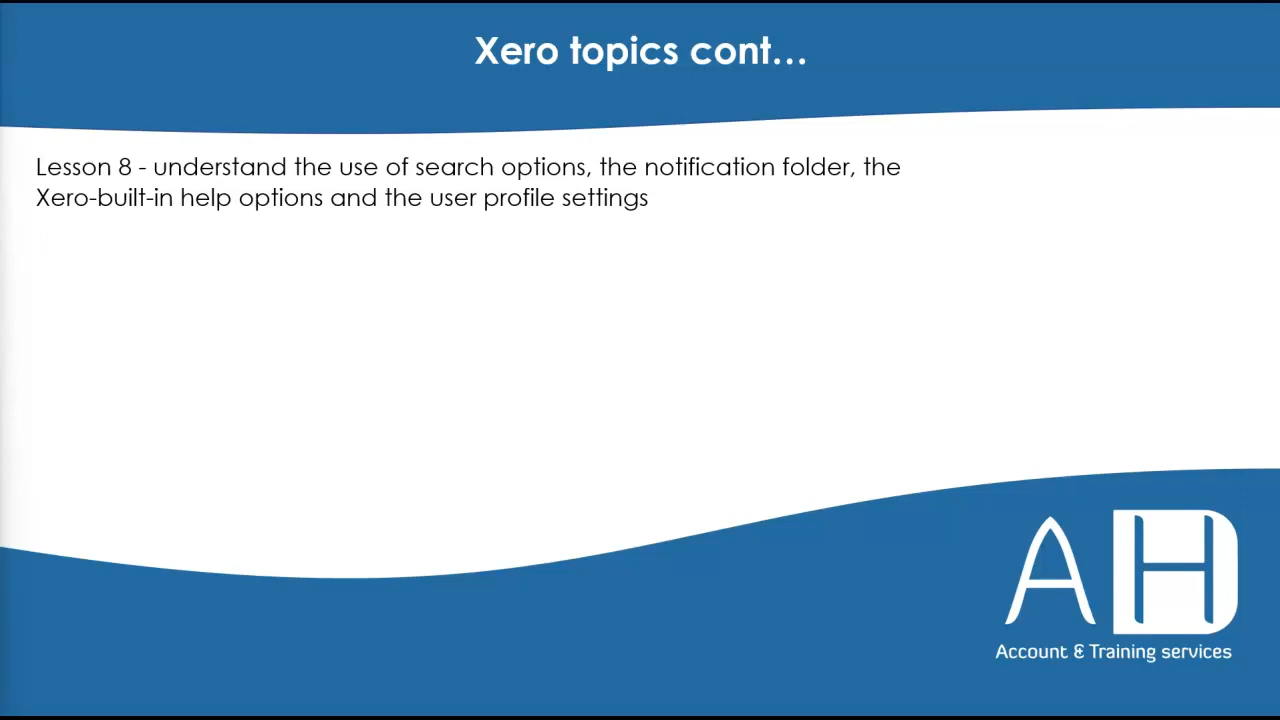 Xero topics cont...
Lesson 8 - understand the use of search options, the notification folder, the
Xero-built-in help options and the user profile settings
AHD
Account & Training services